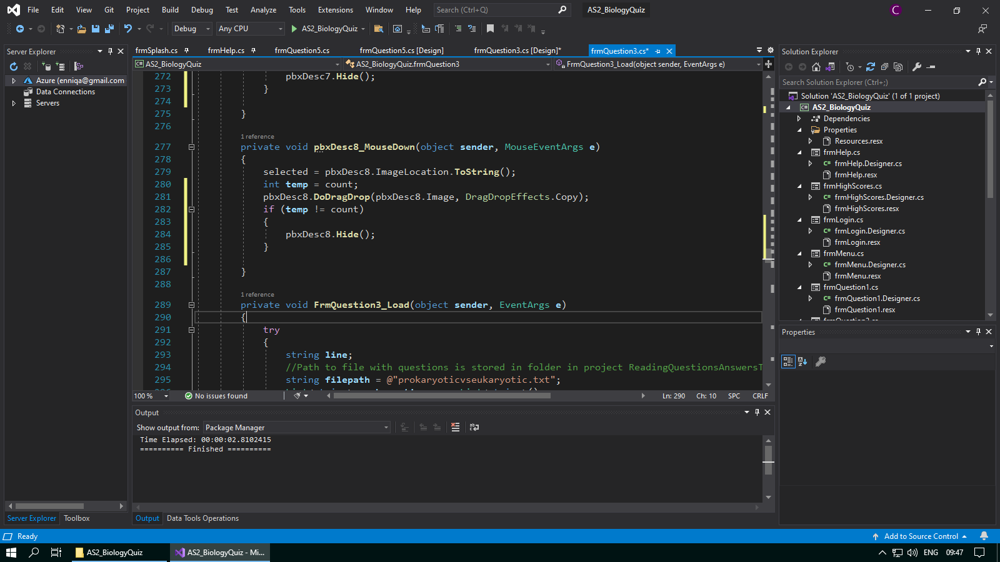 File Edit View Git Project Build Debug Test Analyze Tools Extensions Window Help Search (Ctrl+Q) AS2_BiologyQuiz C
Debug Any CPU AS2_BiologyQuiz
Server Explorer
Azure (enniqa@gmail.com
Data Connections
Servers
Server Explorer Toolbox
frmSplash.cs frmHelp.cs frmQuestion5.cs frmQuestion5.cs [Design] frmQuestion3.cs [Design]* frmQuestion3.cs*
AS2_BiologyQuiz AS2_BiologyQuiz.frmQuestion3 FrmQuestion3_Load(object sender, EventArgs e)
272 pbxDesc7.Hide();
273 }
274
275 }
276
1 reference
277 private void pbxDesc8_MouseDown(object sender, MouseEventArgs e)
278 {
279 selected = pbxDesc8.ImageLocation.ToString();
280 int temp = count;
281 pbxDesc8.DoDragDrop(pbxDesc8.Image, DragDropEffects.Copy);
282 if (temp != count)
283 {
284 pbxDesc8.Hide();
285 }
286
287 }
288
1 reference
289 private void FrmQuestion3_Load(object sender, EventArgs e)
290 {
291 try
292 {
293 string line;
294 //Path to file with questions is stored in folder in project ReadingQuestionsAnswersT
295 string filepath = @"prokaryoticvseukaryotic.txt";
100 % No issues found Ln: 290 Ch: 10 SPC CRLF
Output
Show output from: Package Manager
Time Elapsed: 00:00:02.8102415
========== Finished ==========
Output Data Tools Operations
Solution Explorer
Search Solution Explorer (Ctrl+;)
Solution 'AS2_BiologyQuiz' (1 of 1 project)
C# AS2_BiologyQuiz
Dependencies
Properties
Resources.resx
frmHelp.cs
C# frmHelp.Designer.cs
frmHelp.resx
frmHighScores.cs
C# frmHighScores.Designer.cs
frmHighScores.resx
frmLogin.cs
C# frmLogin.Designer.cs
frmLogin.resx
frmMenu.cs
C# frmMenu.Designer.cs
frmMenu.resx
frmQuestion1.cs
C# frmQuestion1.Designer.cs
frmQuestion1.resx
Properties
Ready Add to Source Control
AS2_BiologyQuiz AS2_BiologyQuiz - Mi... ENG 09:47